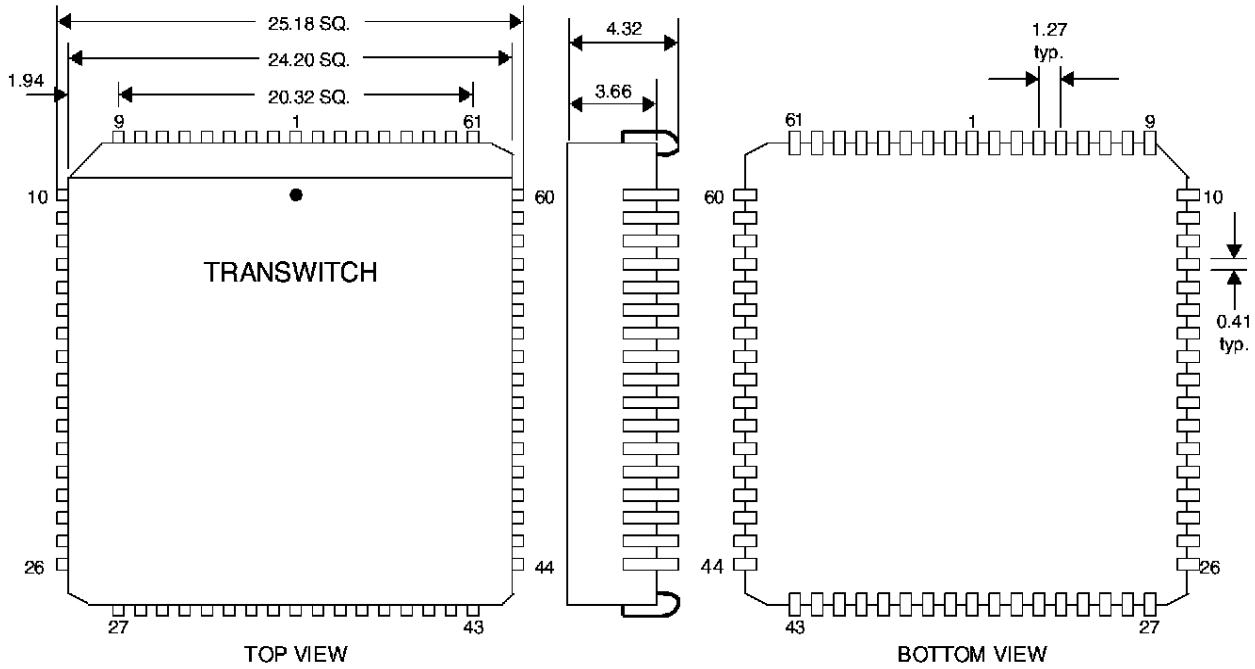 25.18 SQ.
24.20 SQ.
1.94
20.32 SQ.
9 1 61
10 60
TRANSWITCH
26 44
27 43
TOP VIEW
4.32
3.66
1.27
typ.
61 1 9
60 10
0.41
typ.
44 26
43 27
BOTTOM VIEW